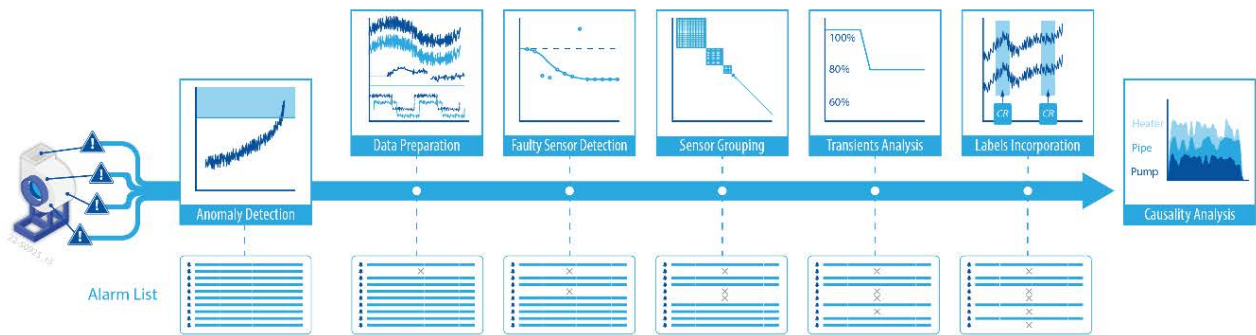 Data Preparation
Faulty Sensor Detection
Sensor Grouping
100%
80%
60%
Transients Analysis
CR
CR
Labels Incorporation
Anomaly Detection
Heater
Pipe
Pump
Causality Analysis
Alarm List